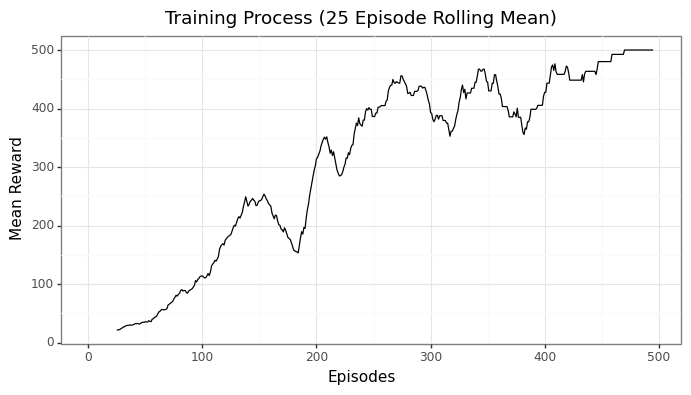 Training Process (25 Episode Rolling Mean)
500
400
300
200
100
0
Mean Reward
0 100 200 300 400 500
Episodes